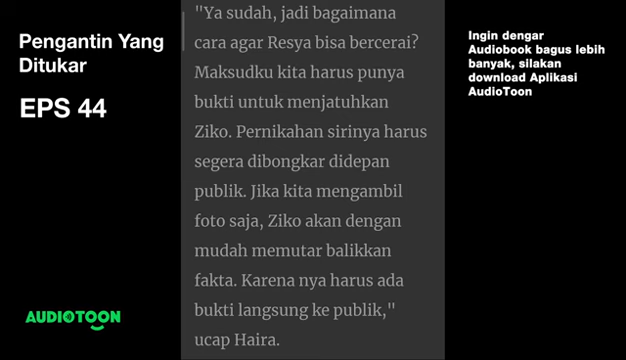 Pengantin Yang
Ditukar
EPS 44
"Ya sudah, jadi bagaimana
cara agar Resya bisa bercerai?
Maksudku kita harus punya
bukti untuk menjatuhkan
Ziko. Pernikahan sirinya harus
segera dibongkar didepan
publik. Jika kita mengambil
foto saja, Ziko akan dengan
mudah memutar balikkan
fakta. Karena nya harus ada
bukti langsung ke publik,"
ucap Haira.
Ingin dengar
Audiobook bagus lebih
banyak, silakan
download Aplikasi
AudioToon
AUDIOTOON